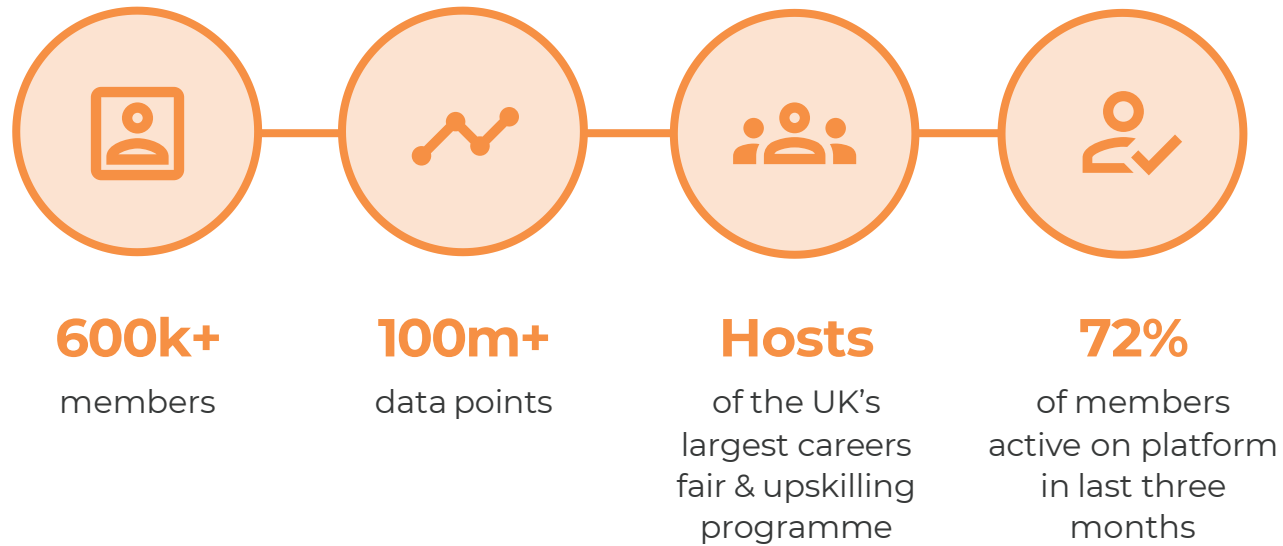 600k+
members
100m+
data points
Hosts
of the UK’s
largest careers
fair & upskilling
programme
72%
of members
active on platform
in last three
months